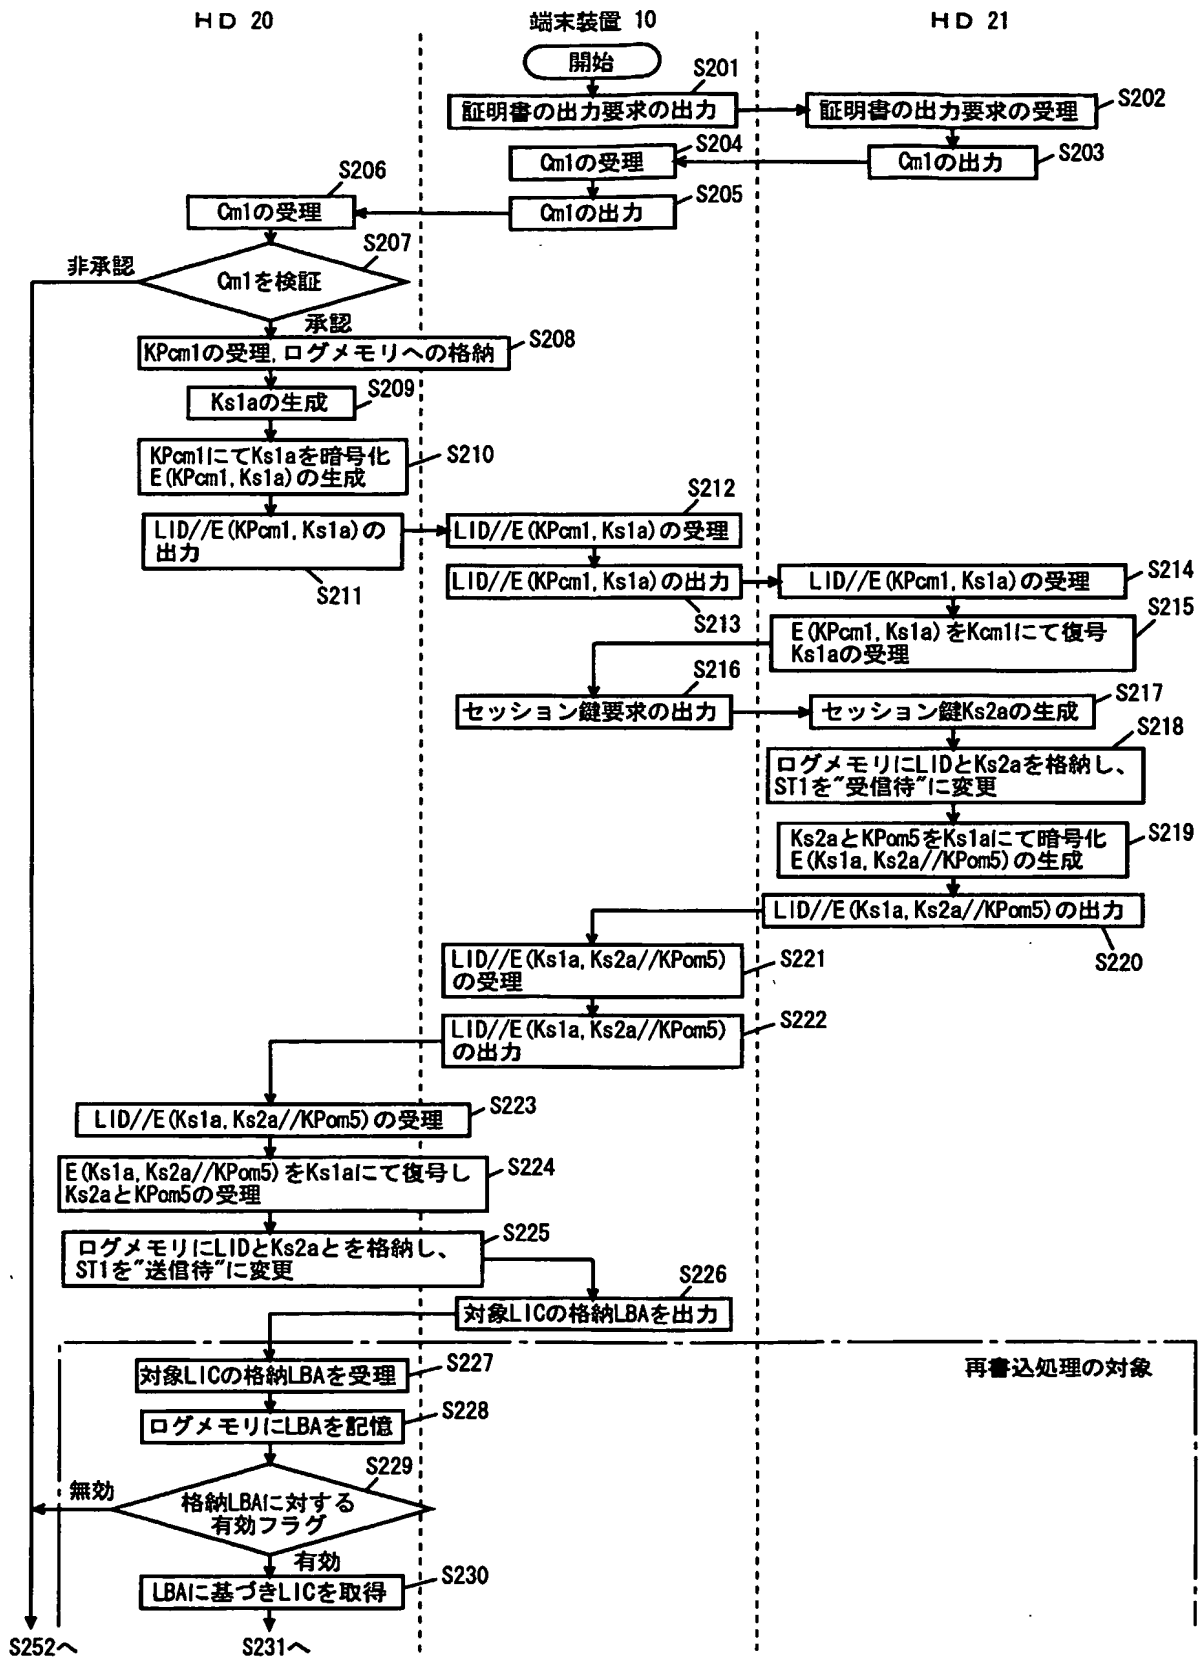 HD 20
端末装置 10
HD 21
開始
S201
証明書の出力要求の出力
S202
証明書の出力要求の受理
S203
Cm1の出力
S204
Cm1の受理
S205
Cm1の出力
S206
Cm1の受理
S207
Cm1を検証
非承認
承認
S208
KPcm1の受理,ログメモリへの格納
S209
Ks1aの生成
S210
KPcm1にてKs1aを暗号化
E(KPcm1,Ks1a)の生成
LID//E(KPcm1,Ks1a)の
出力
S211
S212
LID//E(KPcm1,Ks1a)の受理
LID//E(KPcm1,Ks1a)の出力
S213
S214
LID//E(KPcm1,Ks1a)の受理
S215
E(KPcm1,Ks1a)をKcm1にて復号
Ks1aの受理
S216
セッション鍵要求の出力
S217
セッション鍵Ks2aの生成
S218
ログメモリにLIDとKs2aを格納し、
ST1を"受信待"に変更
S219
Ks2aとKPom5をKs1aにて暗号化
E(Ks1a,Ks2a//KPom5)の生成
LID//E(Ks1a,Ks2a//KPom5)の出力
S220
S221
LID//E(Ks1a,Ks2a//KPom5)
の受理
S222
LID//E(Ks1a,Ks2a//KPom5)
の出力
S223
LID//E(Ks1a,Ks2a//KPom5)の受理
S224
E(Ks1a,Ks2a//KPom5)をKs1aにて復号し
Ks2aとKPom5の受理
S225
ログメモリにLIDとKs2aとを格納し、
ST1を"送信待"に変更
S226
対象LICの格納LBAを出力
再書込処理の対象
S227
対象LICの格納LBAを受理
S228
ログメモリにLBAを記憶
S229
格納LBAに対する
有効フラグ
無効
有効
S230
LBAに基づきLICを取得
S252へ
S231へ